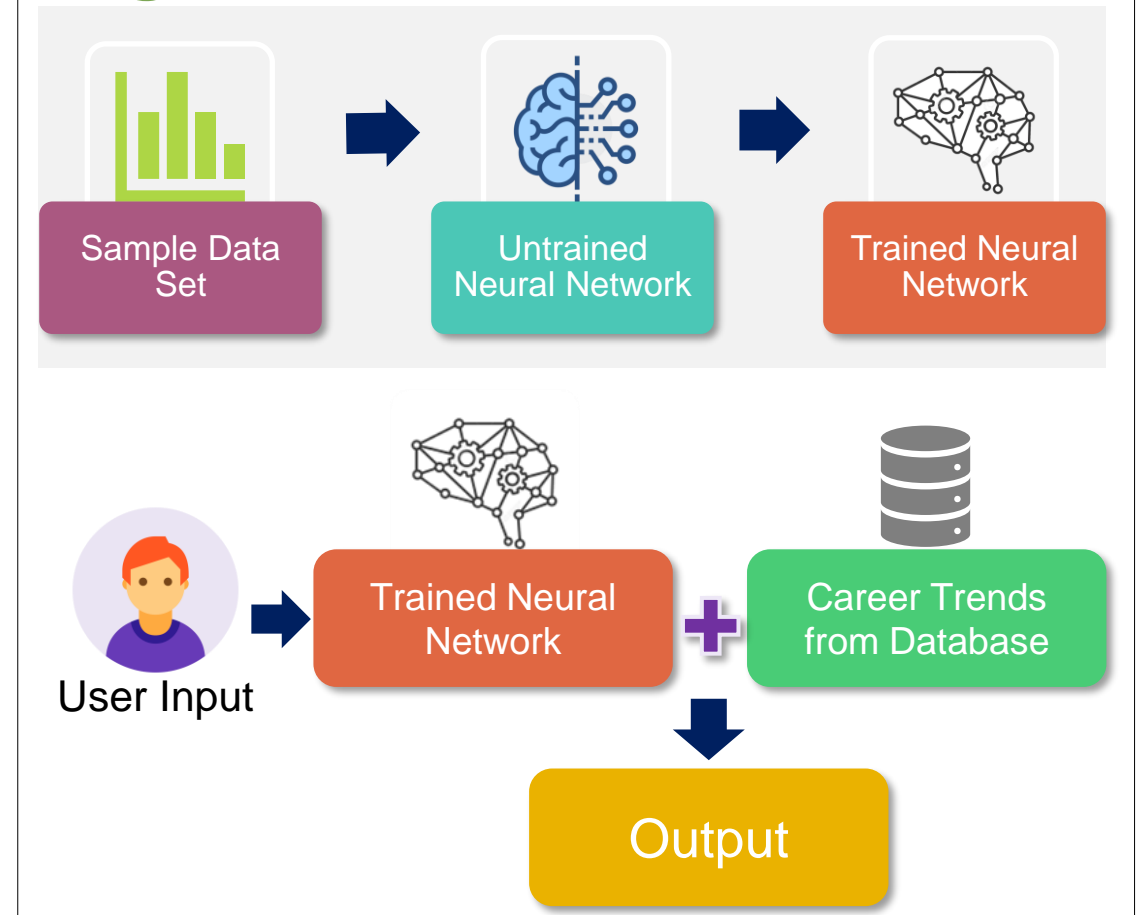 Sample Data
Set
Untrained
Neural Network
Trained Neural
Network
User Input
Trained Neural
Network
Career Trends
from Database
Output